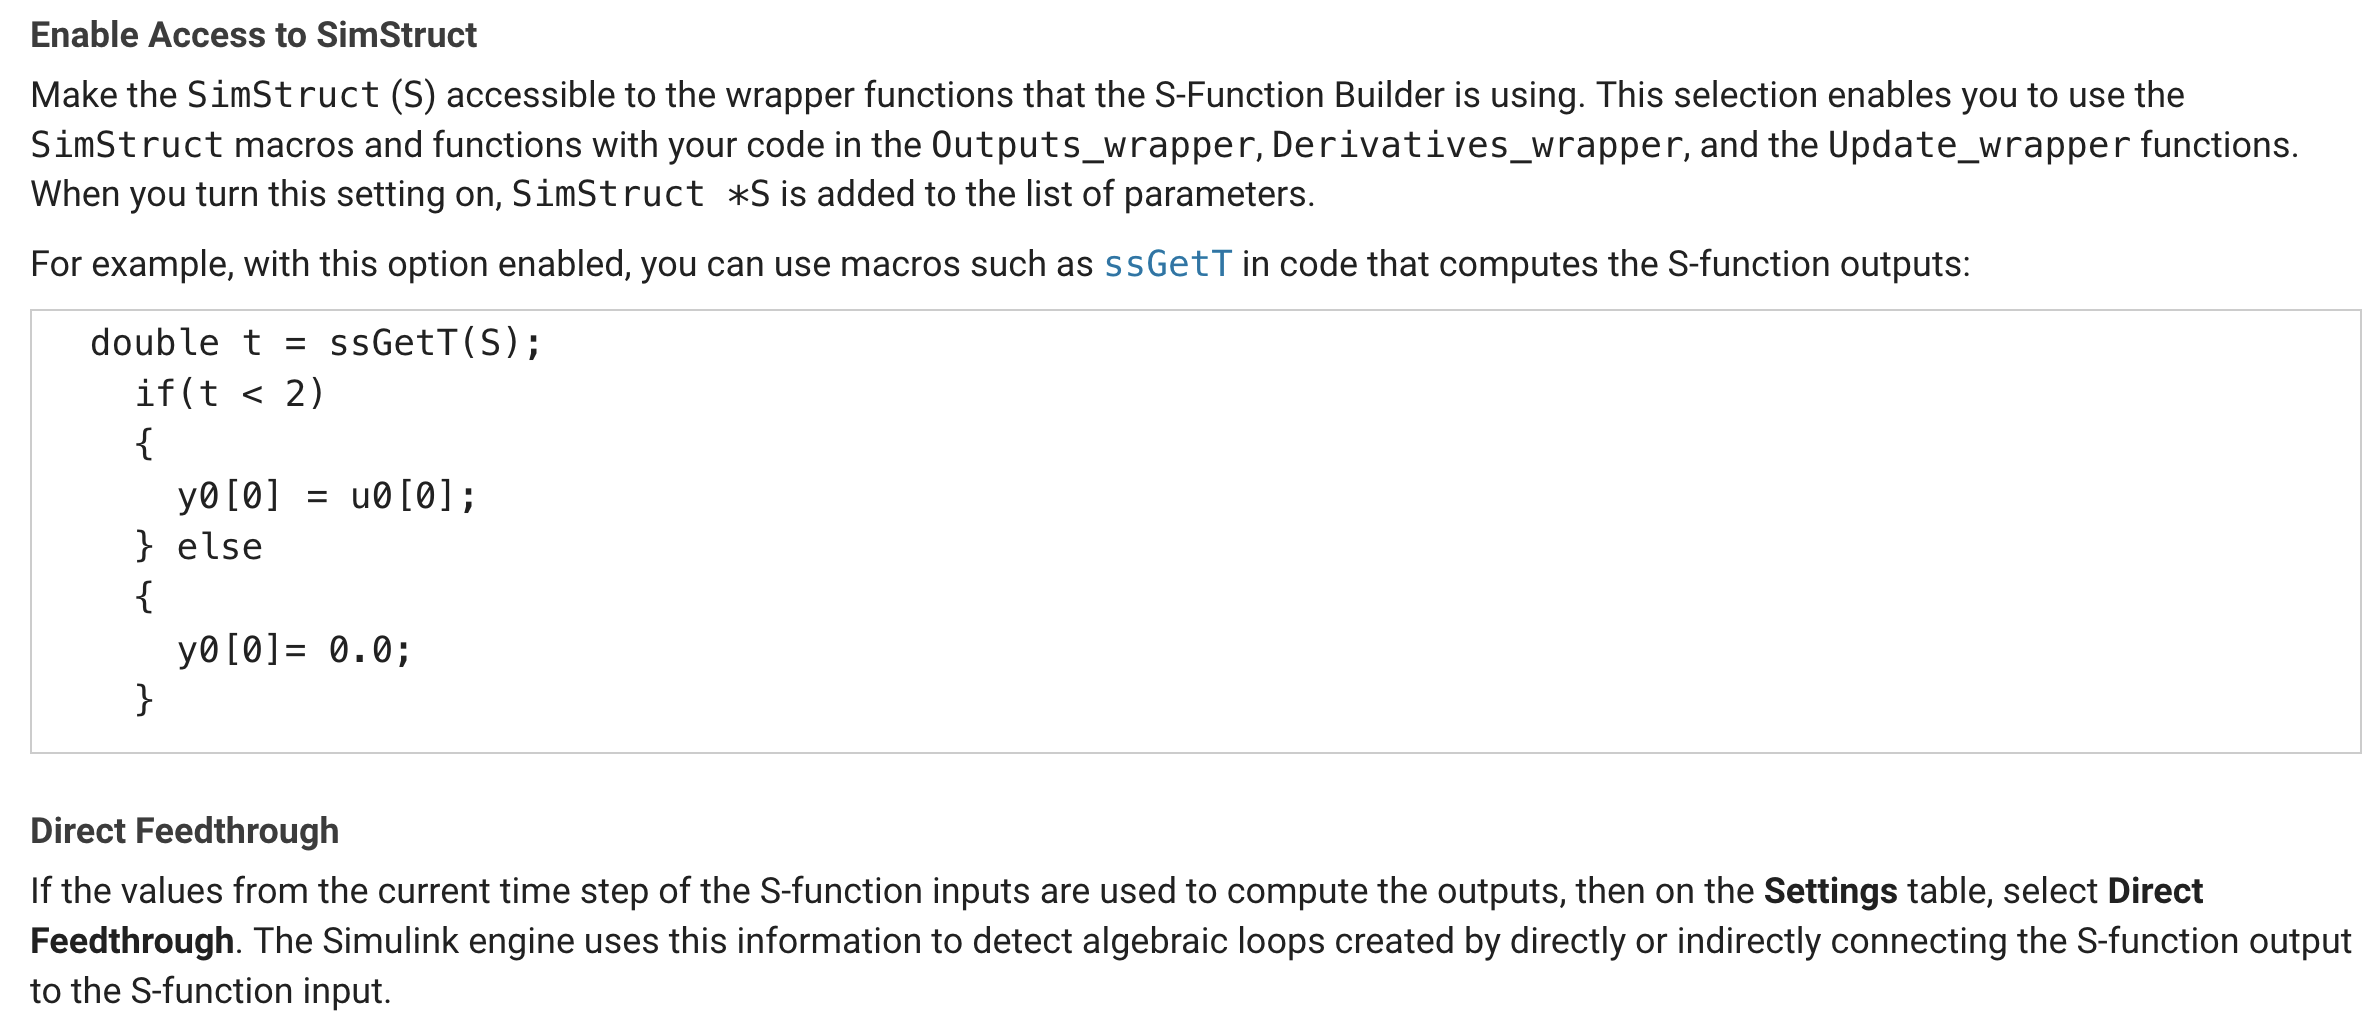 Enable Access to SimStruct
Make the SimStruct (S) accessible to the wrapper functions that the S-Function Builder is using. This selection enables you to use the
SimStruct macros and functions with your code in the Outputs_wrapper, Derivatives_wrapper, and the Update_wrapper functions.
When you turn this setting on, SimStruct *S is added to the list of parameters.
For example, with this option enabled, you can use macros such as ssGetT in code that computes the S-function outputs:
double t = ssGetT(S);
if(t < 2)
{
y0[0] = u0[0];
} else
{
y0[0]= 0.0;
}
Direct Feedthrough
If the values from the current time step of the S-function inputs are used to compute the outputs, then on the Settings table, select Direct
Feedthrough. The Simulink engine uses this information to detect algebraic loops created by directly or indirectly connecting the S-function output
to the S-function input.